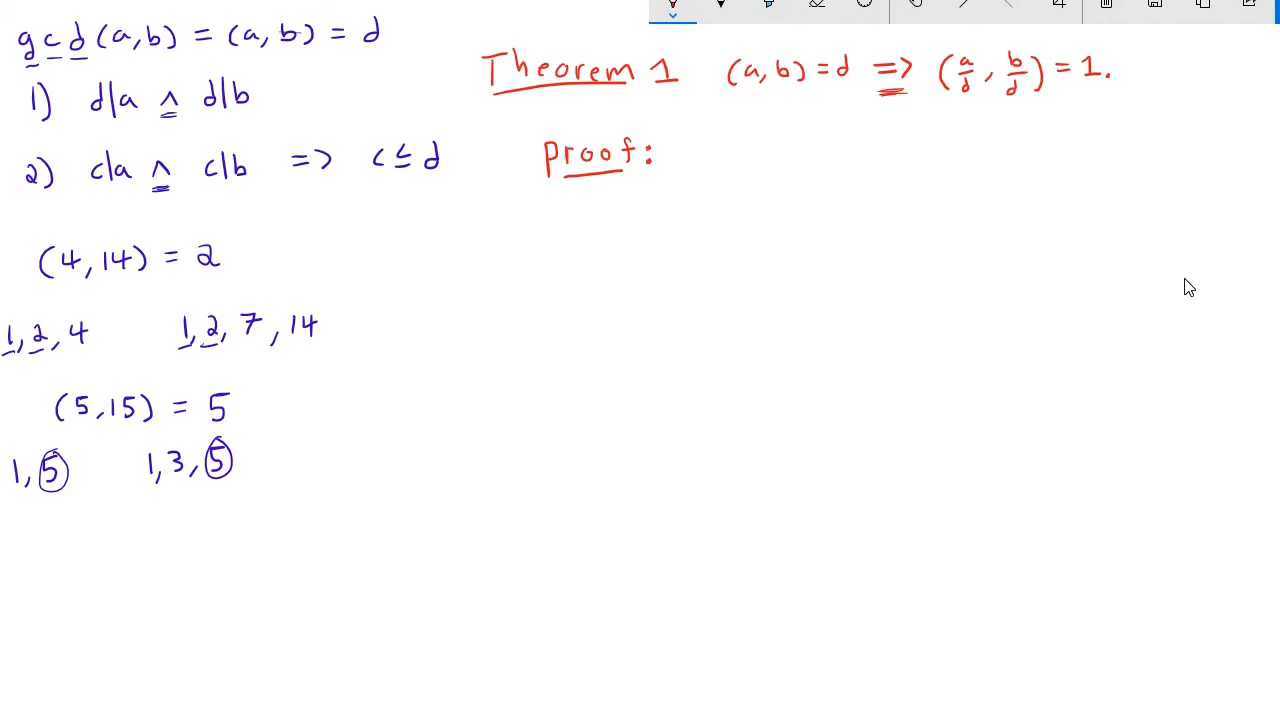 gcd(a,b) = (a,b) = d
1) d|a ∧ d|b
2) c|a ∧ c|b => c ≤ d
(4,14) = 2
1,2,4 1,2,7,14
(5,15) = 5
1,5 1,3,5
Theorem 1 (a,b)=d => (a/d, b/d) = 1.
Proof: